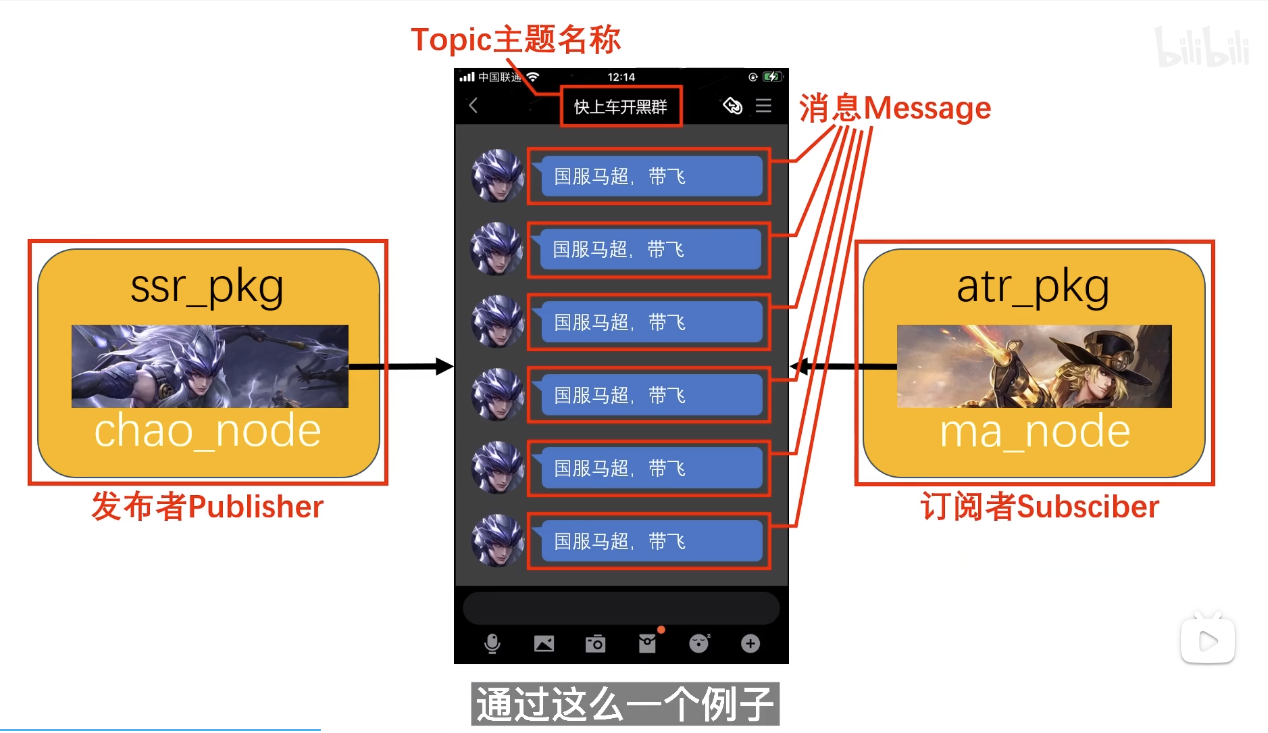 Topic主题名称
bilibili
中国联通
12:14
快上车开黑群
消息Message
国服马超，带飞
国服马超，带飞
国服马超，带飞
国服马超，带飞
国服马超，带飞
国服马超，带飞
ssr_pkg
chao_node
发布者Publisher
atr_pkg
ma_node
订阅者Subsciber
通过这么一个例子